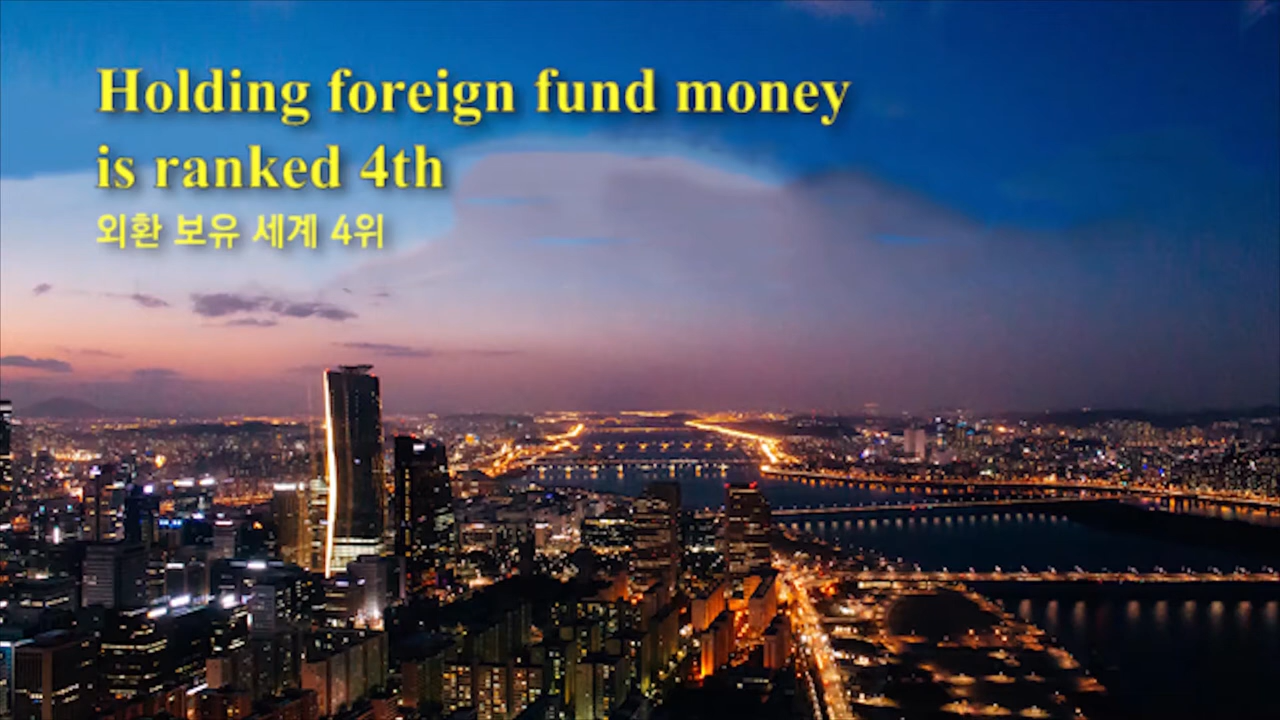 Holding foreign fund money
is ranked 4th
외환 보유 세계 4위